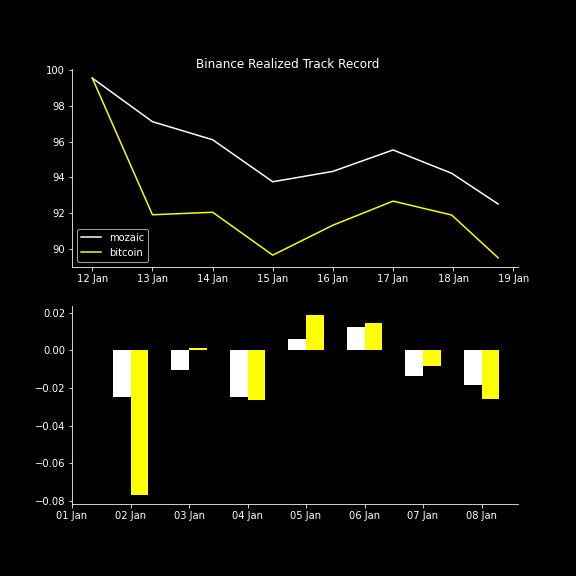 Binance Realized Track Record
100
98
96
94
92
90
mozaic
bitcoin
12 Jan 13 Jan 14 Jan 15 Jan 16 Jan 17 Jan 18 Jan 19 Jan
0.02
0.00
−0.02
−0.04
−0.06
−0.08
01 Jan 02 Jan 03 Jan 04 Jan 05 Jan 06 Jan 07 Jan 08 Jan